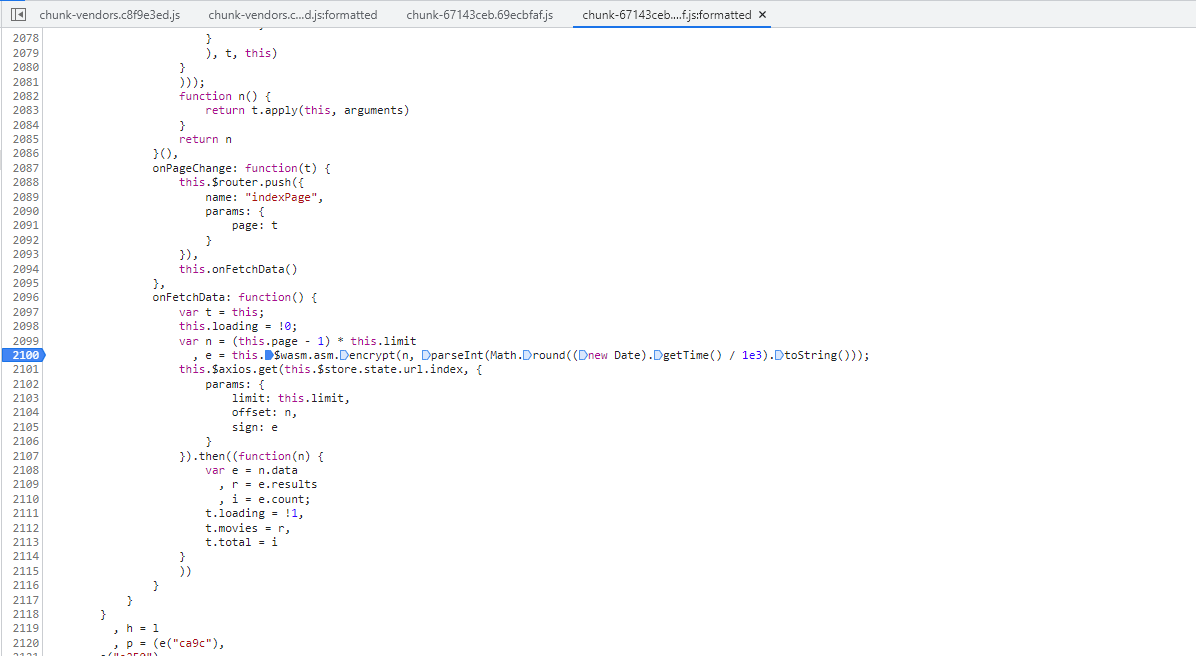 chunk-vendors.c8f9e3ed.js chunk-vendors.c...d.js:formatted chunk-67143ceb.69ecbfaf.js chunk-67143ceb....f.js:formatted ×
2078 }
2079 ), t, this)
2080 }
2081 )));
2082 function n() {
2083 return t.apply(this, arguments)
2084 }
2085 return n
2086 }(),
2087 onPageChange: function(t) {
2088 this.$router.push({
2089 name: "indexPage",
2090 params: {
2091 page: t
2092 }
2093 }),
2094 this.onFetchData()
2095 },
2096 onFetchData: function() {
2097 var t = this;
2098 this.loading = !0;
2099 var n = (this.page - 1) * this.limit
2100 , e = this.$wasm.asm.encrypt(n, parseInt(Math.round((new Date).getTime() / 1e3).toString()));
2101 this.$axios.get(this.$store.state.url.index, {
2102 params: {
2103 limit: this.limit,
2104 offset: n,
2105 sign: e
2106 }
2107 }).then((function(n) {
2108 var e = n.data
2109 , r = e.results
2110 , i = e.count;
2111 t.loading = !1,
2112 t.movies = r,
2113 t.total = i
2114 }
2115 ))
2116 }
2117 }
2118 }
2119 , h = l
2120 , p = (e("ca9c"),